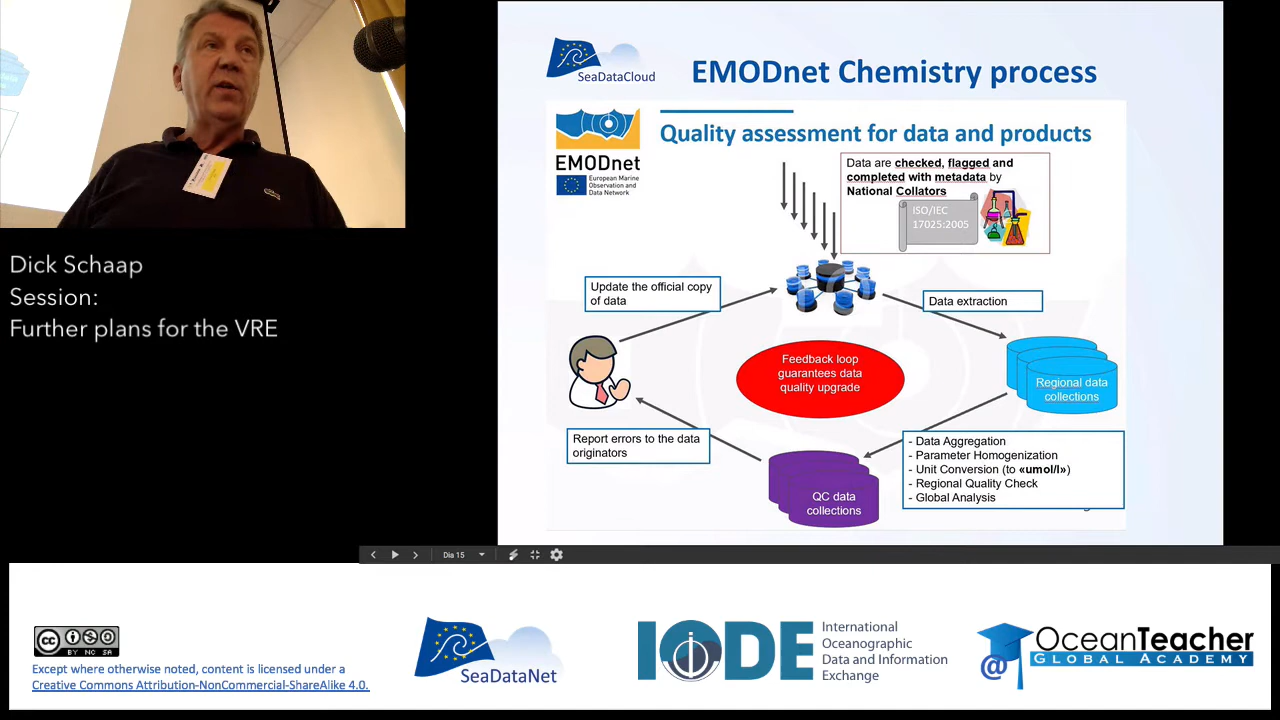 SeaDataCloud
EMODnet Chemistry process
EMODnet
European Marine
Observation and
Data Network
Quality assessment for data and products
Data are checked, flagged and
completed with metadata by
National Collators
ISO/IEC
17025:2005
Update the official copy
of data
Data extraction
Feedback loop
guarantees data
quality upgrade
Regional data
collections
Report errors to the data
originators
- Data Aggregation
- Parameter Homogenization
- Unit Conversion (to «umol/l»)
- Regional Quality Check
- Global Analysis
QC data
collections
Dick Schaap
Session:
Further plans for the VRE
Dia 15
cc
BY NC SA
Except where otherwise noted, content is licensed under a
Creative Commons Attribution-NonCommercial-ShareAlike 4.0.
SeaDataNet
IODE
International
Oceanographic
Data and Information
Exchange
@
OceanTeacher
GLOBAL ACADEMY